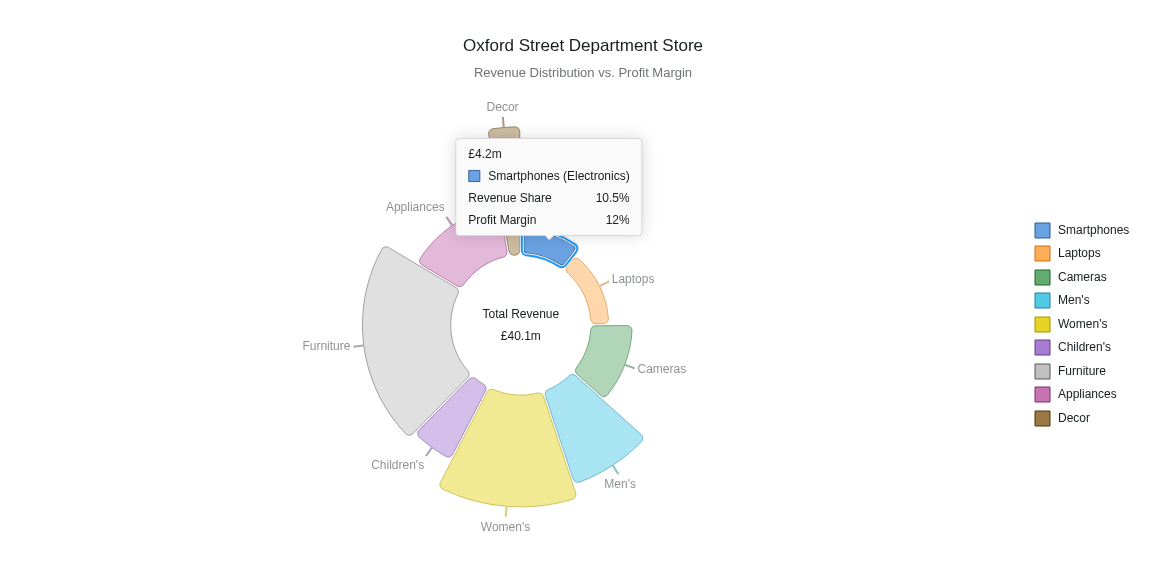 Oxford Street Department Store
Revenue Distribution vs. Profit Margin
Decor
£4.2m
Smartphones (Electronics)
Revenue Share 10.5%
Profit Margin 12%
Appliances
Laptops
Total Revenue
£40.1m
Furniture
Cameras
Children's
Men's
Women's
Smartphones
Laptops
Cameras
Men's
Women's
Children's
Furniture
Appliances
Decor